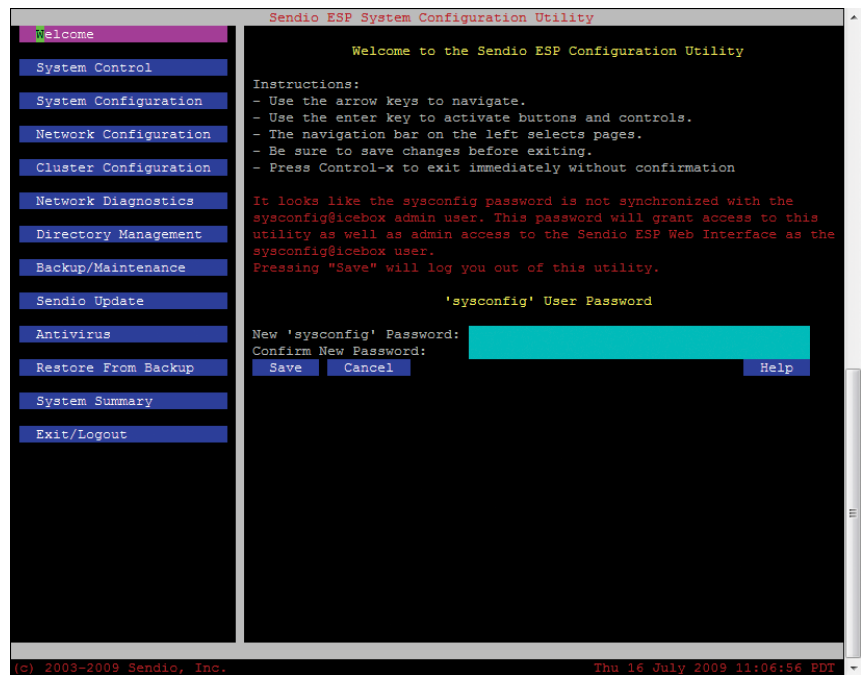 Sendio ESP System Configuration Utility
Welcome
System Control
System Configuration
Network Configuration
Cluster Configuration
Network Diagnostics
Directory Management
Backup/Maintenance
Sendio Update
Antivirus
Restore From Backup
System Summary
Exit/Logout
Welcome to the Sendio ESP Configuration Utility
Instructions:
- Use the arrow keys to navigate.
- Use the enter key to activate buttons and controls.
- The navigation bar on the left selects pages.
- Be sure to save changes before exiting.
- Press Control-x to exit immediately without confirmation
It looks like the sysconfig password is not synchronized with the
sysconfig@icebox admin user. This password will grant access to this
utility as well as admin access to the Sendio ESP Web Interface as the
sysconfig@icebox user.
Pressing "Save" will log you out of this utility.
'sysconfig' User Password
New 'sysconfig' Password:
Confirm New Password:
Save Cancel Help
(c) 2003-2009 Sendio, Inc. Thu 16 July 2009 11:06:56 PDT